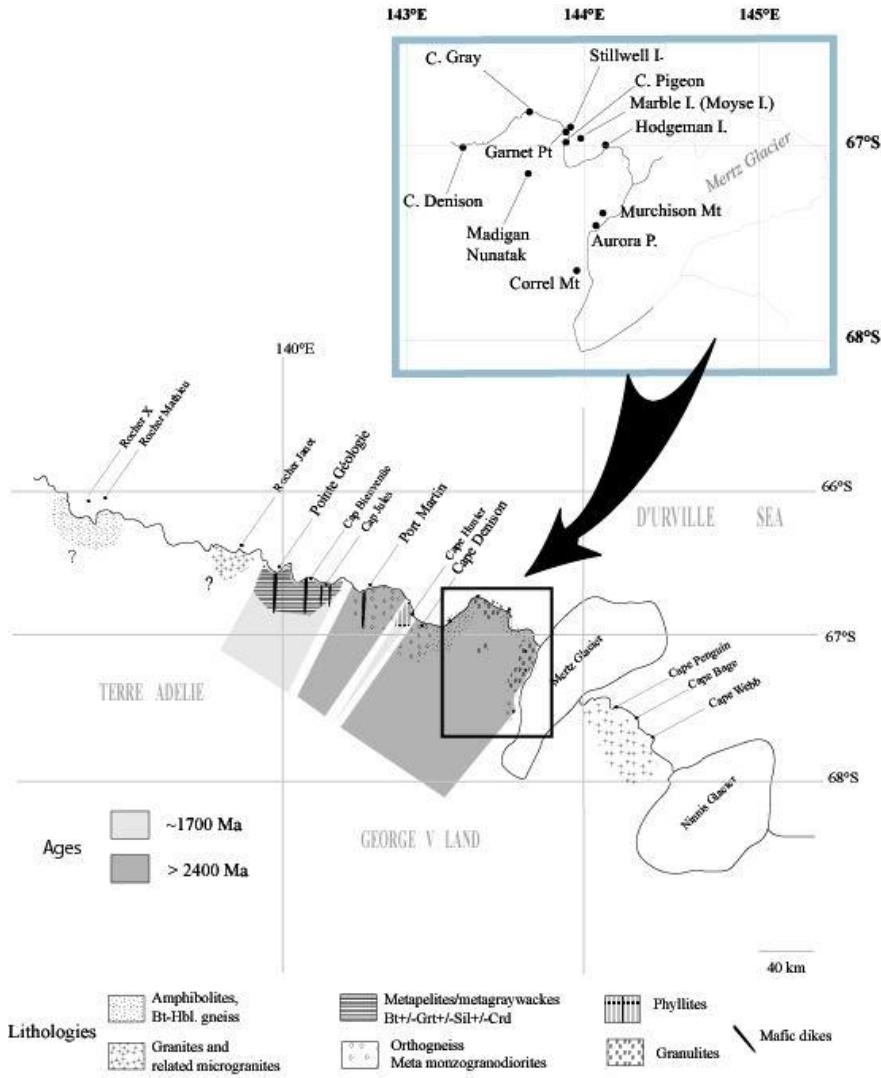 143°E 144°E 145°E
Stillwell I.
C. Gray
C. Pigeon
Marble I. (Moyse I.)
Hodgeman I.
Garnet Pt
67°S
Mertz Glacier
C. Denison
Murchison Mt
Madigan
Nunatak
Aurora P.
Correl Mt
68°S
140°E
Rocher X
Rocher Mathieu
Rocher Janet
Pointe Géologie
Cap Bienvenue
Cap Jules
Port Martin
Cape Hunter
Cape Denison
66°S
D'URVILLE SEA
?
?
67°S
TERRE ADELIE
Mertz Glacier
Cape Penguin
Cape Bage
Cape Webb
68°S
Ninnis Glacier
GEORGE V LAND
Ages
~1700 Ma
> 2400 Ma
40 km
Lithologies
Amphibolites,
Bt-Hbl. gneiss
Granites and
related microgranites
Metapelites/metagraywackes
Bt+/-Grt+/-Sil+/-Crd
Orthogneiss
Meta monzogranodiorites
Phyllites
Granulites
Mafic dikes